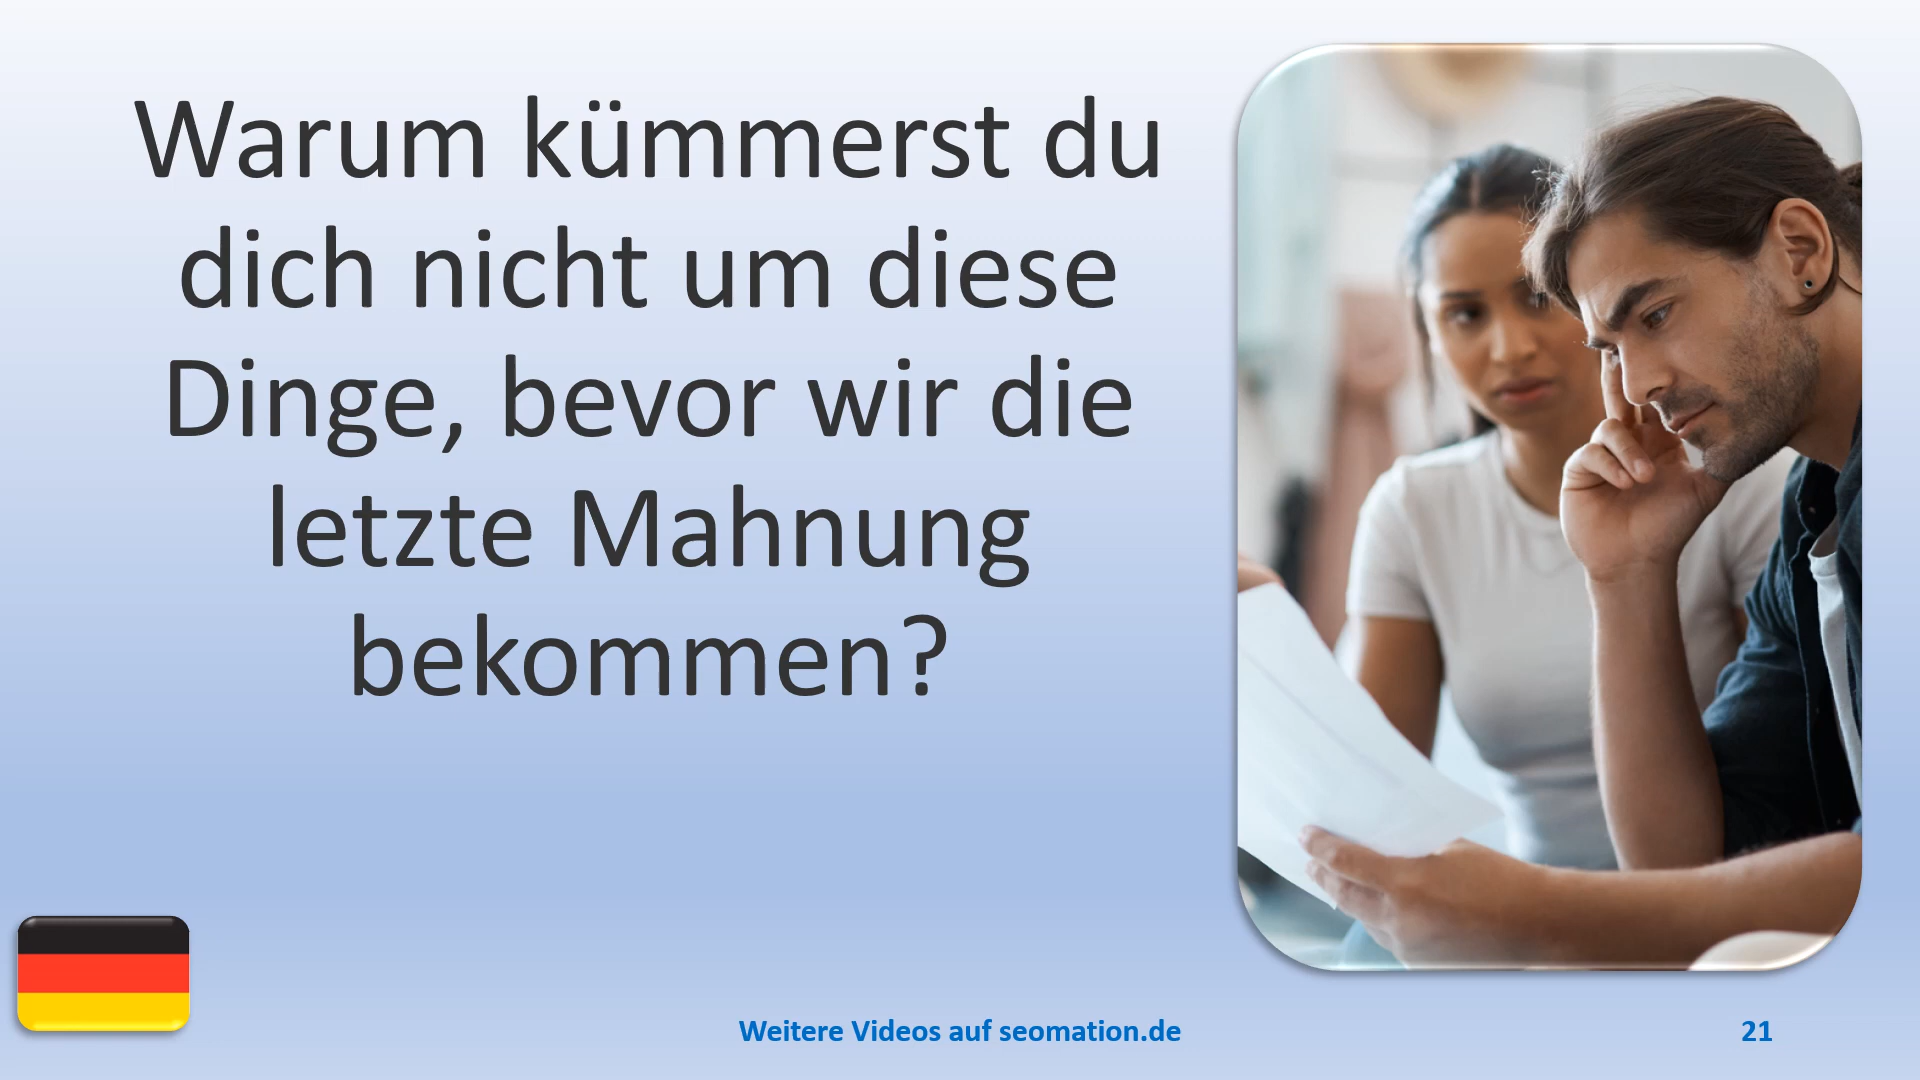 Warum kümmerst du
dich nicht um diese
Dinge, bevor wir die
letzte Mahnung
bekommen?
Weitere Videos auf seomation.de
21